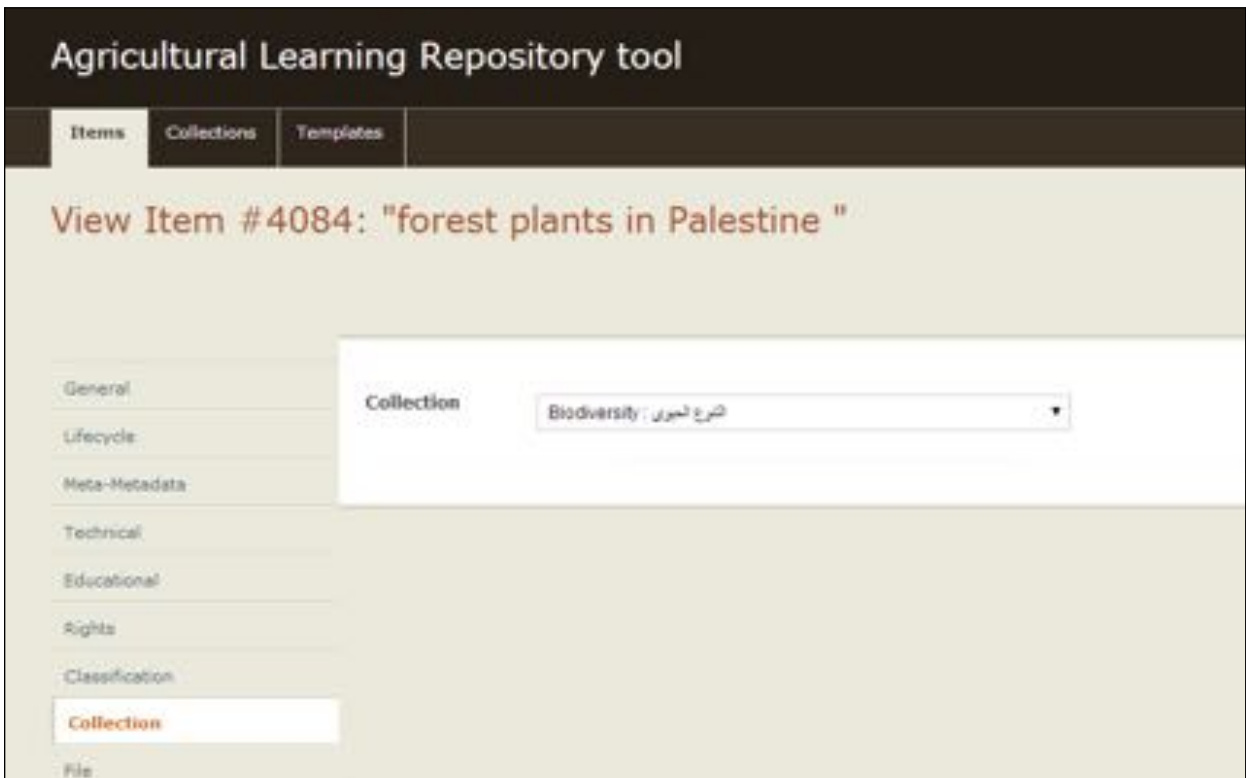 Agricultural Learning Repository tool
Items Collections Templates
View Item #4084: "forest plants in Palestine "
General
Collection Biodiversity : التنوع الحيوي
Lifecycle
Meta-Metadata
Technical
Educational
Rights
Classification
Collection
File